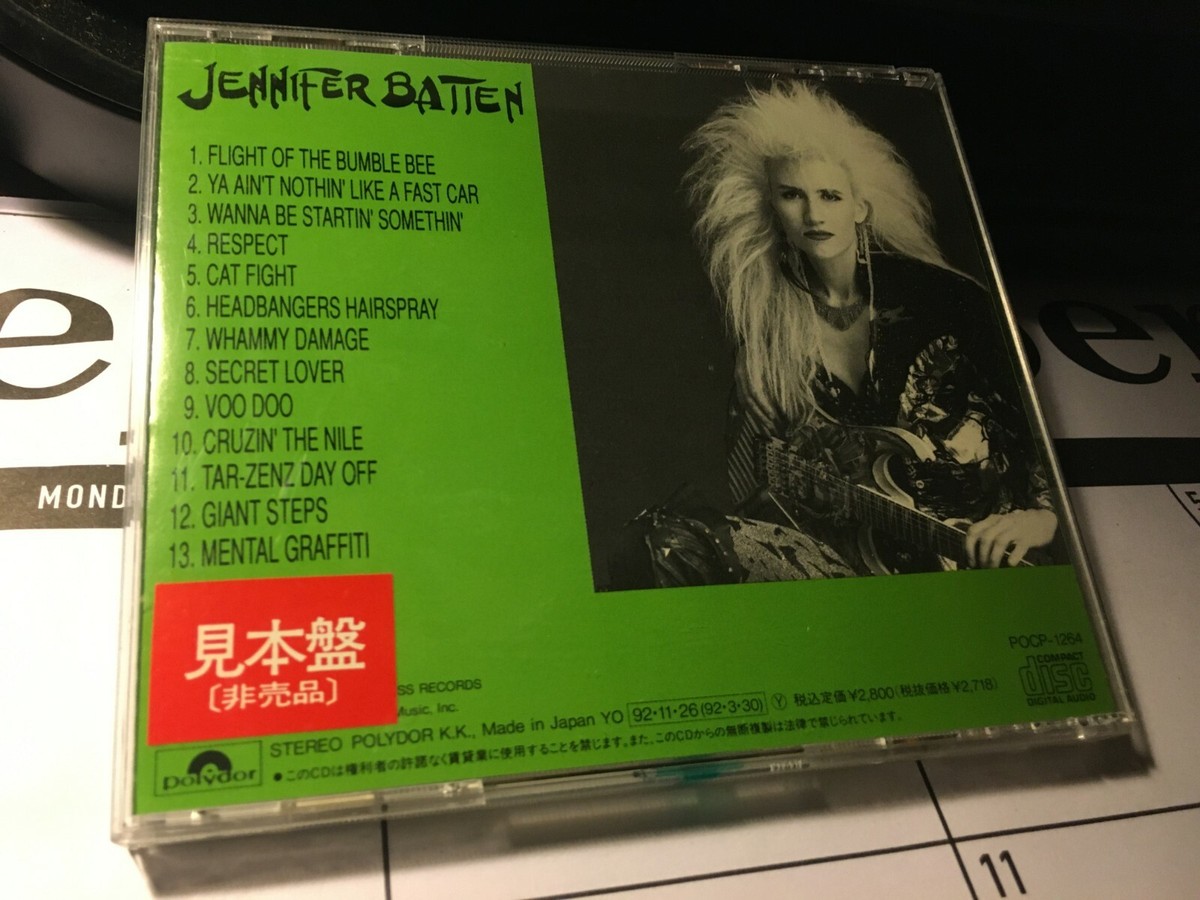 JENNIFER BATTEN
1. FLIGHT OF THE BUMBLE BEE
2. YA AIN'T NOTHIN' LIKE A FAST CAR
3. WANNA BE STARTIN' SOMETHIN'
4. RESPECT
5. CAT FIGHT
6. HEADBANGERS HAIRSPRAY
7. WHAMMY DAMAGE
8. SECRET LOVER
9. VOO DOO
10. CRUZIN' THE NILE
11. TAR-ZENZ DAY OFF
12. GIANT STEPS
13. MENTAL GRAFFITI
見本盤
〔非売品〕
SS RECORDS
Music, Inc.
POCP-1264
COMPACT
disc
DIGITAL AUDIO
STEREO POLYDOR K.K., Made in Japan YO 92・11・26(92・3・30) Ⓨ 税込定価¥2,800(税抜価格¥2,718)
polydor
●このCDは権利者の許諾なく賃貸業に使用することを禁じます。また、このCDからの無断複製は法律で禁じられています。
MOND
11